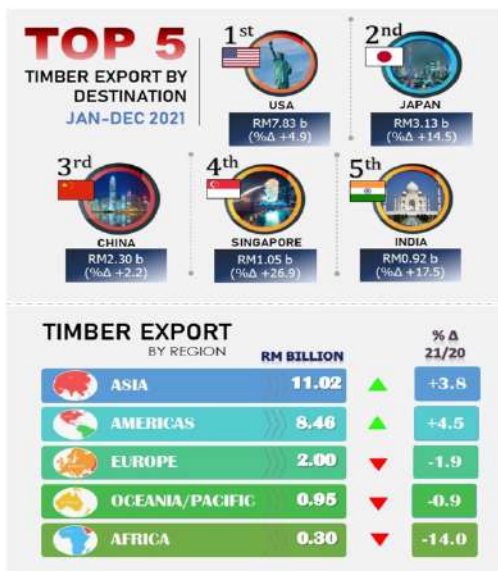 TOP 5
TIMBER EXPORT BY
DESTINATION
JAN-DEC 2021
1st
USA
RM7.83 b
(%Δ +4.9)
2nd
JAPAN
RM3.13 b
(%Δ +14.5)
3rd
CHINA
RM2.30 b
(%Δ +2.2)
4th
SINGAPORE
RM1.05 b
(%Δ +26.9)
5th
INDIA
RM0.92 b
(%Δ +17.5)
TIMBER EXPORT
BY REGION
RM BILLION
% Δ
21/20
ASIA 11.02 +3.8
AMERICAS 8.46 +4.5
EUROPE 2.00 -1.9
OCEANIA/PACIFIC 0.95 -0.9
AFRICA 0.30 -14.0